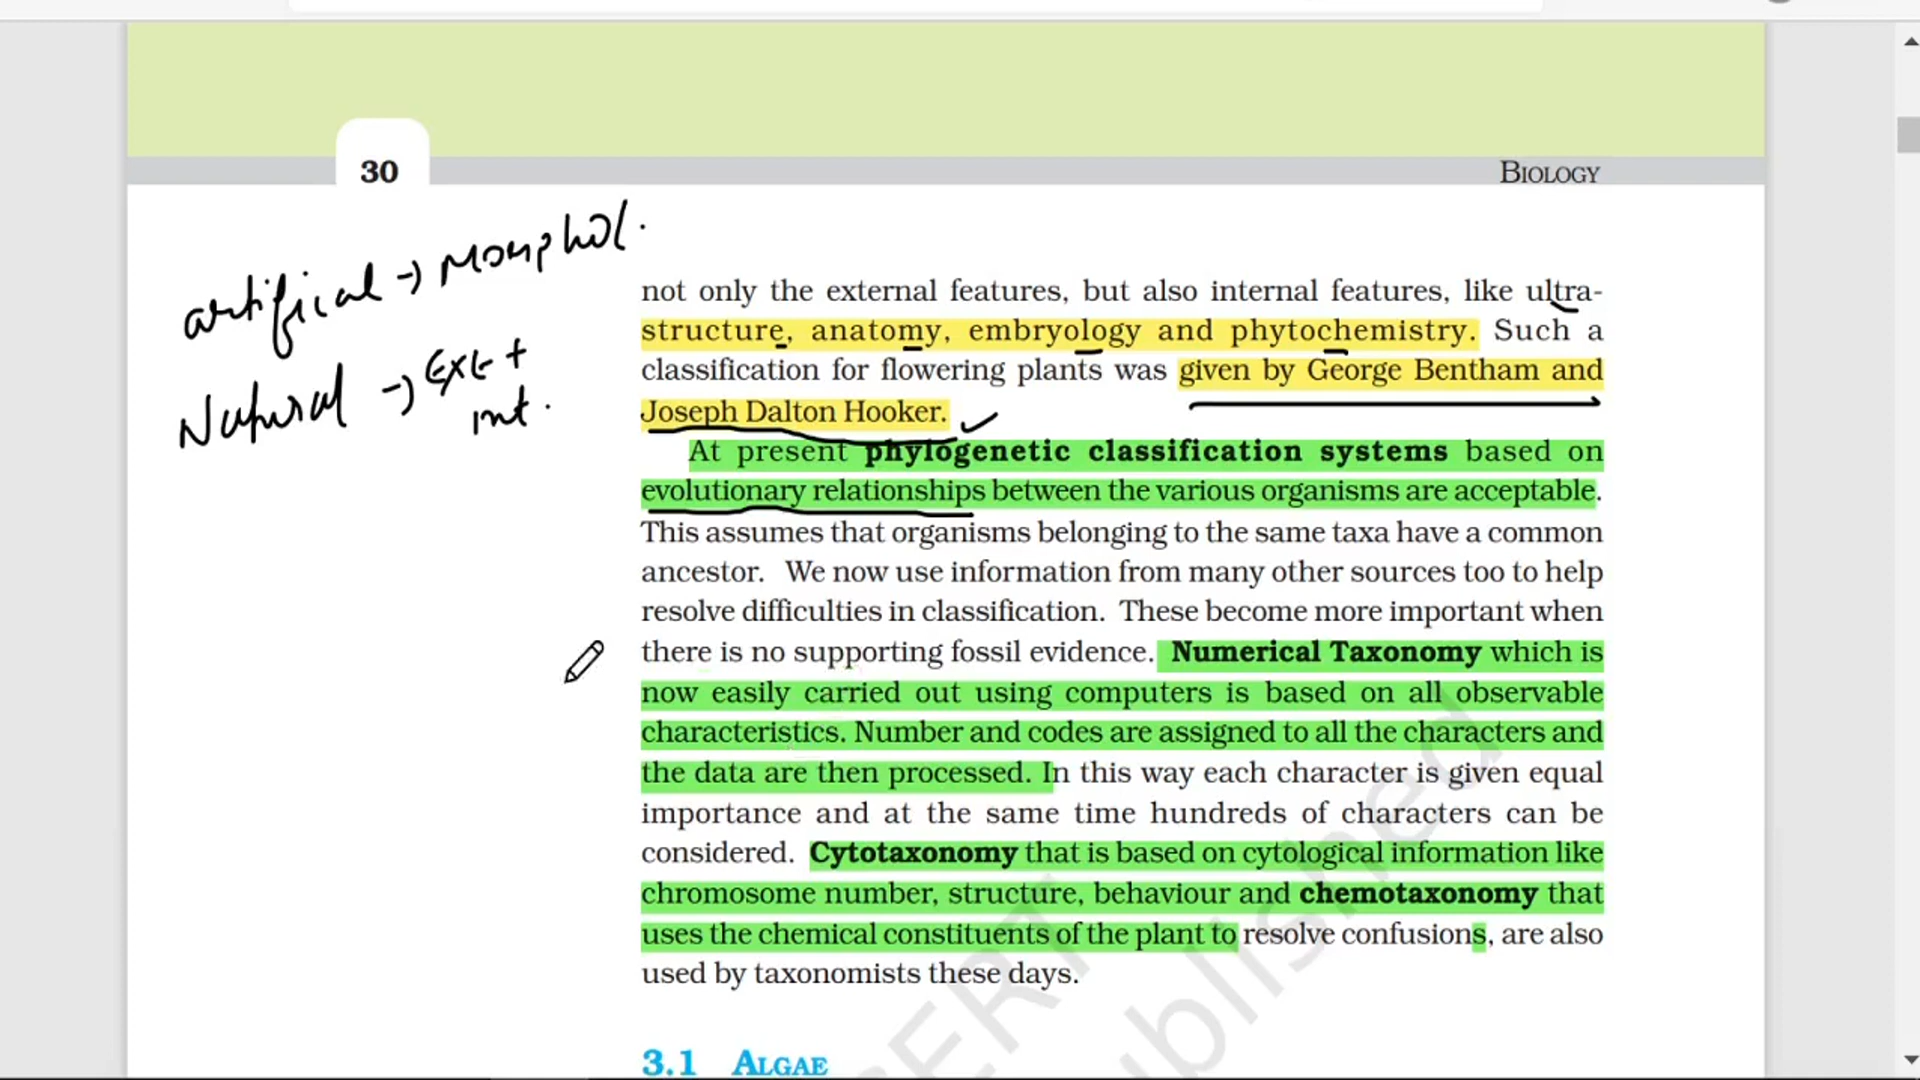 30
BIOLOGY
artificial → Morphol.
Natural → Ext +
int.
not only the external features, but also internal features, like ultra-
structure, anatomy, embryology and phytochemistry. Such a
classification for flowering plants was given by George Bentham and
Joseph Dalton Hooker.
At present phylogenetic classification systems based on
evolutionary relationships between the various organisms are acceptable.
This assumes that organisms belonging to the same taxa have a common
ancestor. We now use information from many other sources too to help
resolve difficulties in classification. These become more important when
there is no supporting fossil evidence. Numerical Taxonomy which is
now easily carried out using computers is based on all observable
characteristics. Number and codes are assigned to all the characters and
the data are then processed. In this way each character is given equal
importance and at the same time hundreds of characters can be
considered. Cytotaxonomy that is based on cytological information like
chromosome number, structure, behaviour and chemotaxonomy that
uses the chemical constituents of the plant to resolve confusions, are also
used by taxonomists these days.
3.1 ALGAE